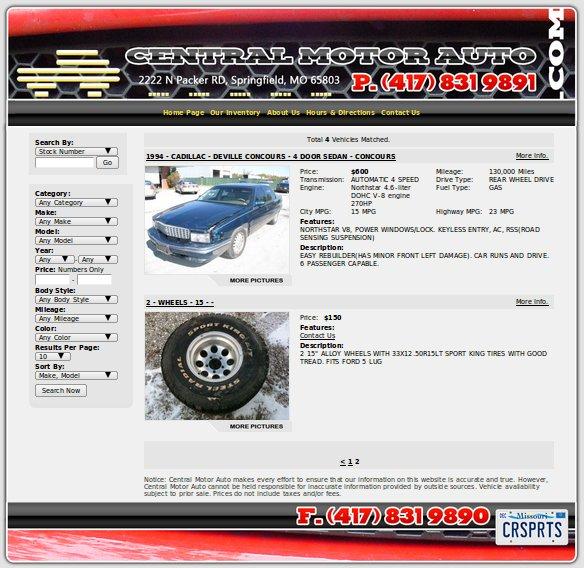 CENTRAL MOTOR AUTO
.COM
2222 N Packer RD, Springfield, MO 65803
P. (417) 831 9891
Home Page Our Inventory About Us Hours & Directions Contact Us
Search By:
Stock Number
Go
Category:
Any Category
Make:
Any Make
Model:
Any Model
Year:
Any - Any
Price: Numbers Only
-
Body Style:
Any Body Style
Mileage:
Any Mileage
Color:
Any Color
Results Per Page:
10
Sort By:
Make, Model
Search Now
Total 4 Vehicles Matched.
1994 - CADILLAC - DEVILLE CONCOURS - 4 DOOR SEDAN - CONCOURS
More Info.
MORE PICTURES
Price: $600 Mileage: 130,000 Miles
Transmission: AUTOMATIC 4 SPEED Drive Type: REAR WHEEL DRIVE
Engine: Northstar 4.6-liter Fuel Type: GAS
DOHC V-8 engine
270HP
City MPG: 15 MPG Highway MPG: 23 MPG
Features:
NORTHSTAR V8, POWER WINDOWS/LOCK. KEYLESS ENTRY, AC, RSS(ROAD
SENSING SUSPENSION)
Description:
EASY REBUILDER(HAS MINOR FRONT LEFT DAMAGE). CAR RUNS AND DRIVE.
6 PASSENGER CAPABLE.
2 - WHEELS - 15 - -
More Info.
SPORT KING
STEEL RADIAL
MORE PICTURES
Price: $150
Features:
Contact Us
Description:
2 15" ALLOY WHEELS WITH 33X12.50R15LT SPORT KING TIRES WITH GOOD
TREAD. FITS FORD 5 LUG
< 1 2
Notice: Central Motor Auto makes every effort to ensure that our information on this website is accurate and true. However,
Central Motor Auto cannot be held responsible for inaccurate information provided by outside sources. Vehicle availability
subject to prior sale. Prices do not include taxes and/or fees.
F. (417) 831 9890
DEC Missouri
CRSPRTS